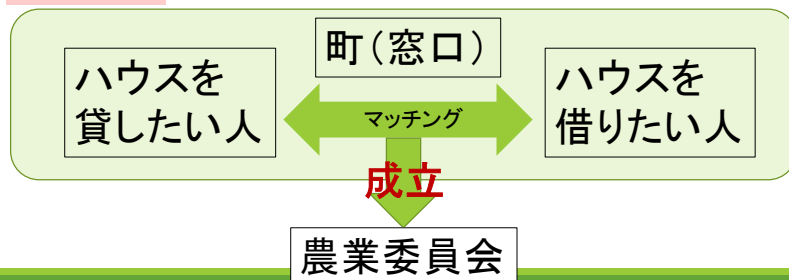 町(窓口)
ハウスを
貸したい人
マッチング
ハウスを
借りたい人
成立
農業委員会